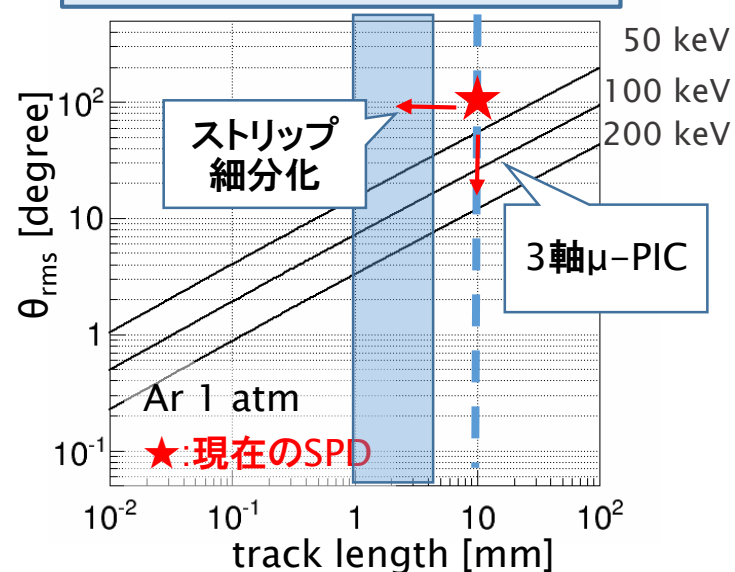 50 keV
100 keV
200 keV
θrms [degree]
10²
10
1
10⁻¹
ストリップ
細分化
3軸μ-PIC
Ar 1 atm
★:現在のSPD
10⁻² 10⁻¹ 1 10 10²
track length [mm]